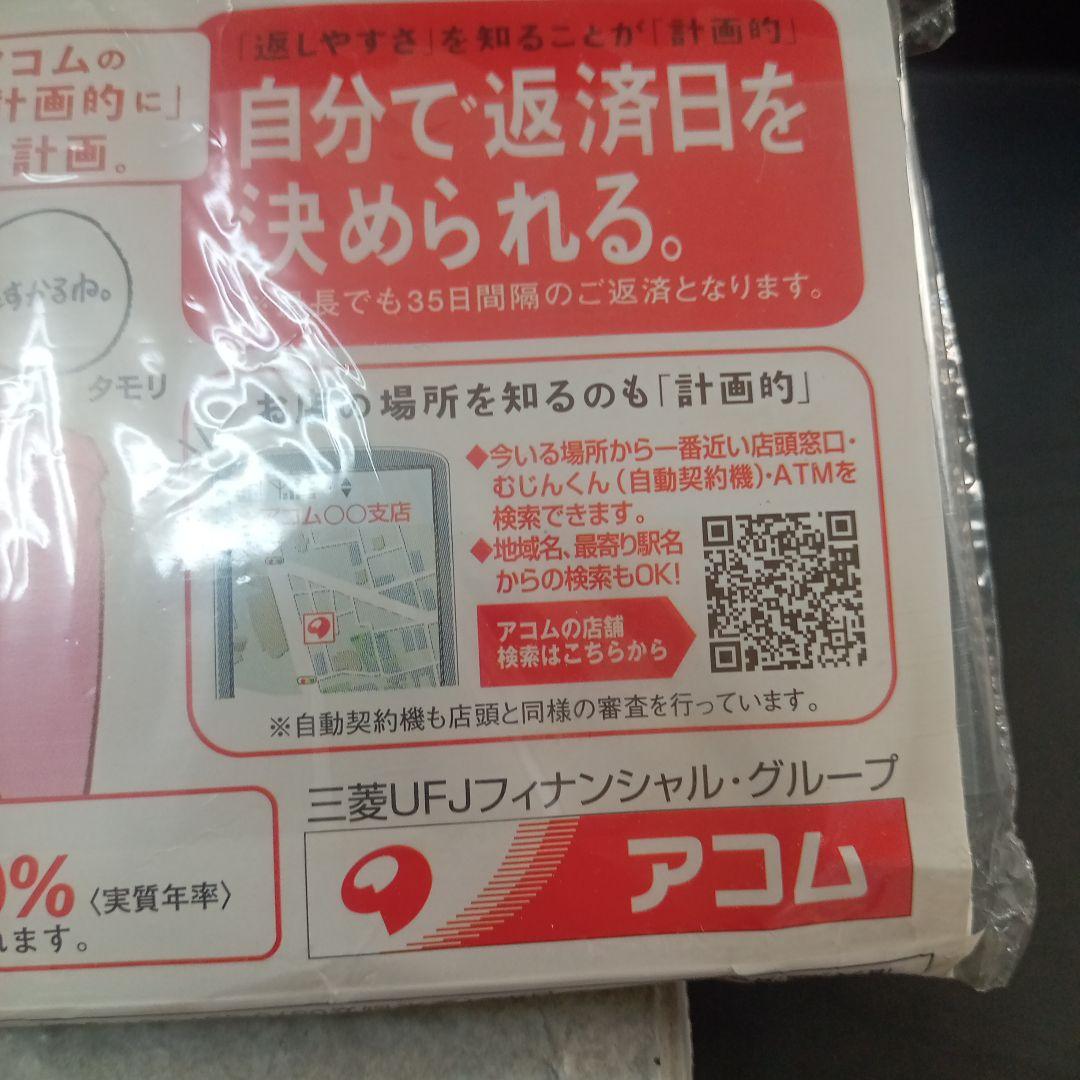 アコムの
計画的に」
計画。
「返しやすさ」を知ることが「計画的」
自分で返済日を
決められる。
長でも35日間隔のご返済となります。
すかるね。
タモリ
お店の場所を知るのも「計画的」
アコム〇〇支店
◆今いる場所から一番近い店頭窓口・
むじんくん(自動契約機)・ATMを
検索できます。
◆地域名、最寄り駅名
からの検索もOK!
アコムの店舗
検索はこちらから
※自動契約機も店頭と同様の審査を行っています。
0%〈実質年率〉
れます。
三菱UFJフィナンシャル・グループ
アコム